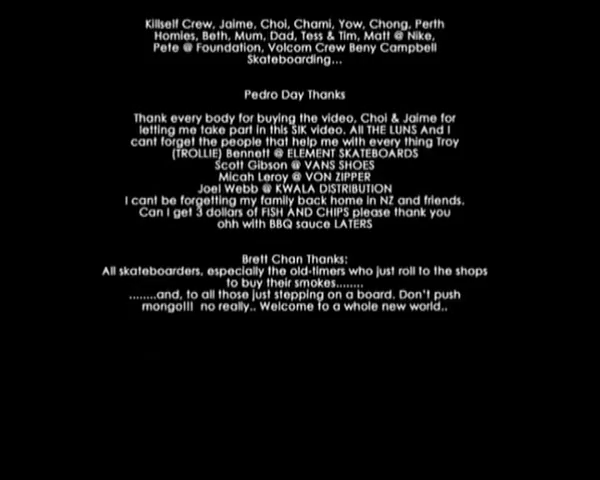 Killself Crew, Jaime, Choi, Chami, Yow, Chong, Perth
Homies, Beth, Mum, Dad, Tess & Tim, Matt @ Nike,
Pete @ Foundation, Volcom Crew Beny Campbell
Skateboarding...
Pedro Day Thanks
Thank every body for buying the video, Choi & Jaime for
letting me take part in this SIK video. All THE LUNS And I
cant forget the people that help me with every thing Troy
(TROLLIE) Bennett @ ELEMENT SKATEBOARDS
Scott Gibson @ VANS SHOES
Micah Leroy @ VON ZIPPER
Joel Webb @ KWALA DISTRIBUTION
I cant be forgetting my family back home in NZ and friends.
Can I get 3 dollars of FISH AND CHIPS please thank you
ohh with BBQ sauce LATERS
Brett Chan Thanks:
All skateboarders, especially the old-timers who just roll to the shops
to buy their smokes........
........and, to all those just stepping on a board. Don't push
mongo!!!  no really.. Welcome to a whole new world..